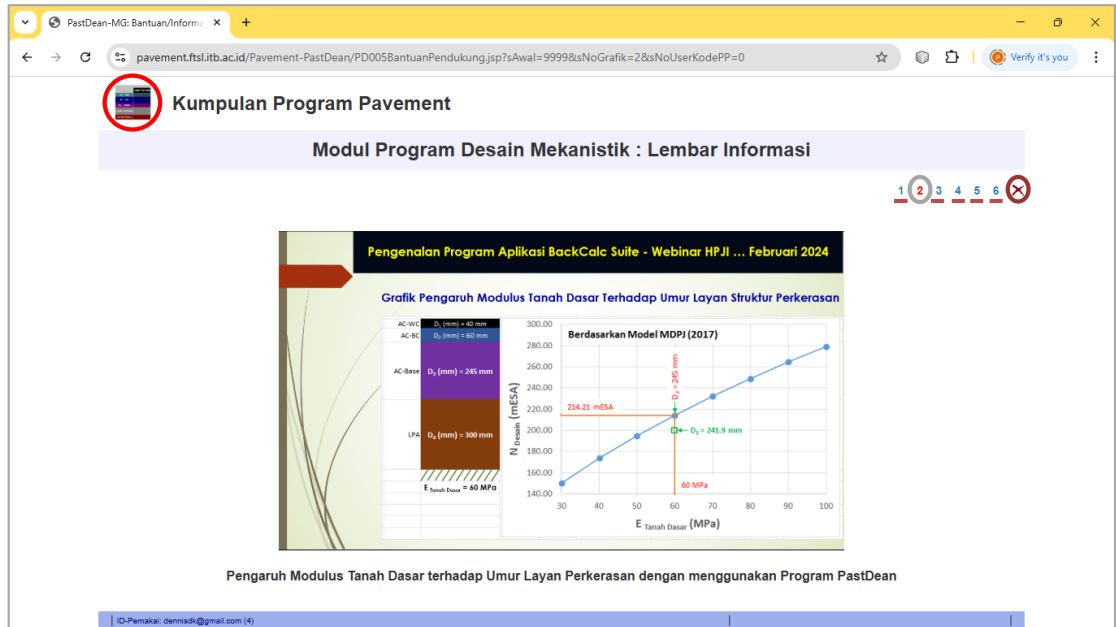 PastDean-MG: Bantuan/Informa
pavement.ftsl.itb.ac.id/Pavement-PastDean/PD005BantuanPendukung.jsp?sAwal=9999&sNoGrafik=2&sNoUserKodePP=0
Verify it's you
Kumpulan Program Pavement
Modul Program Desain Mekanistik : Lembar Informasi
1 2 3 4 5 6
Pengenalan Program Aplikasi BackCalc Suite - Webinar HPJI ... Februari 2024
Grafik Pengaruh Modulus Tanah Dasar Terhadap Umur Layan Struktur Perkerasan
AC-WC D₁ (mm) = 40 mm
AC-BC D₂ (mm) = 60 mm
AC-Base D₃ (mm) = 245 mm
LPA D₄ (mm) = 300 mm
E Tanah Dasar = 60 MPa
Berdasarkan Model MDPJ (2017)
N Desain (mESA)
300.00
280.00
260.00
240.00
220.00
200.00
180.00
160.00
140.00
D₃ = 245 mm
214.21 mESA
D₃ = 241.9 mm
60 MPa
30 40 50 60 70 80 90 100
E Tanah Dasar (MPa)
Pengaruh Modulus Tanah Dasar terhadap Umur Layan Perkerasan dengan menggunakan Program PastDean
ID-Pemakai: dennisdk@gmail.com (4)